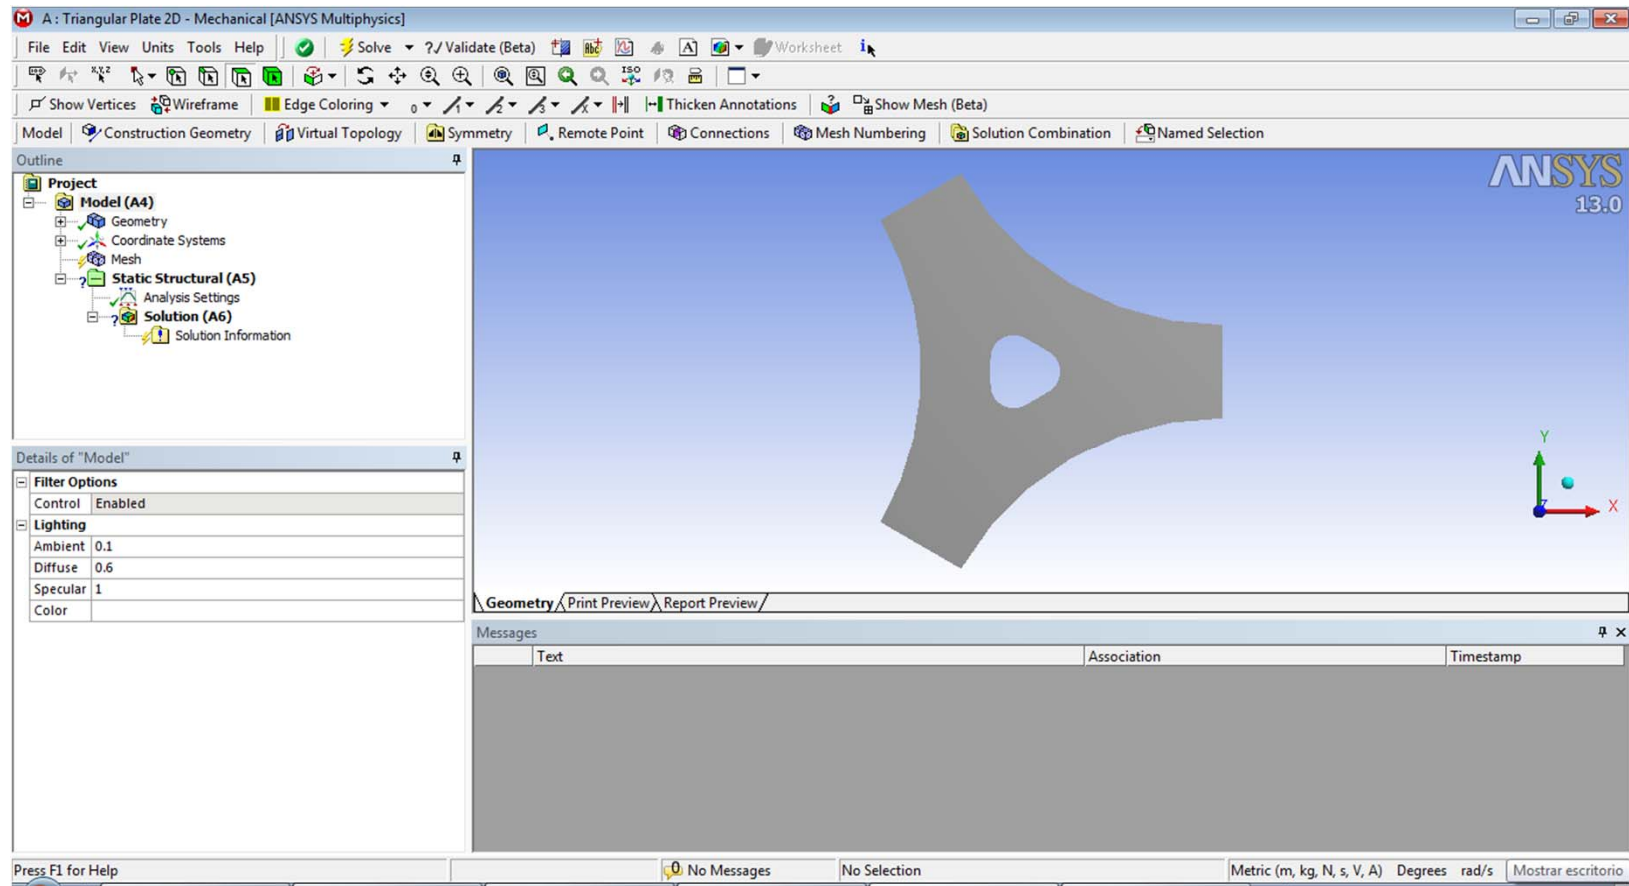 A : Triangular Plate 2D - Mechanical [ANSYS Multiphysics]
File Edit View Units Tools Help Solve ?✓ Validate (Beta) Worksheet
Show Vertices Wireframe Edge Coloring Thicken Annotations Show Mesh (Beta)
Model Construction Geometry Virtual Topology Symmetry Remote Point Connections Mesh Numbering Solution Combination Named Selection
Outline
Project
Model (A4)
Geometry
Coordinate Systems
Mesh
Static Structural (A5)
Analysis Settings
Solution (A6)
Solution Information
Details of "Model"
Filter Options
Control Enabled
Lighting
Ambient 0.1
Diffuse 0.6
Specular 1
Color
ANSYS
13.0
Y
Z X
Geometry Print Preview Report Preview
Messages
Text Association Timestamp
Press F1 for Help 0 No Messages No Selection Metric (m, kg, N, s, V, A) Degrees rad/s Mostrar escritorio